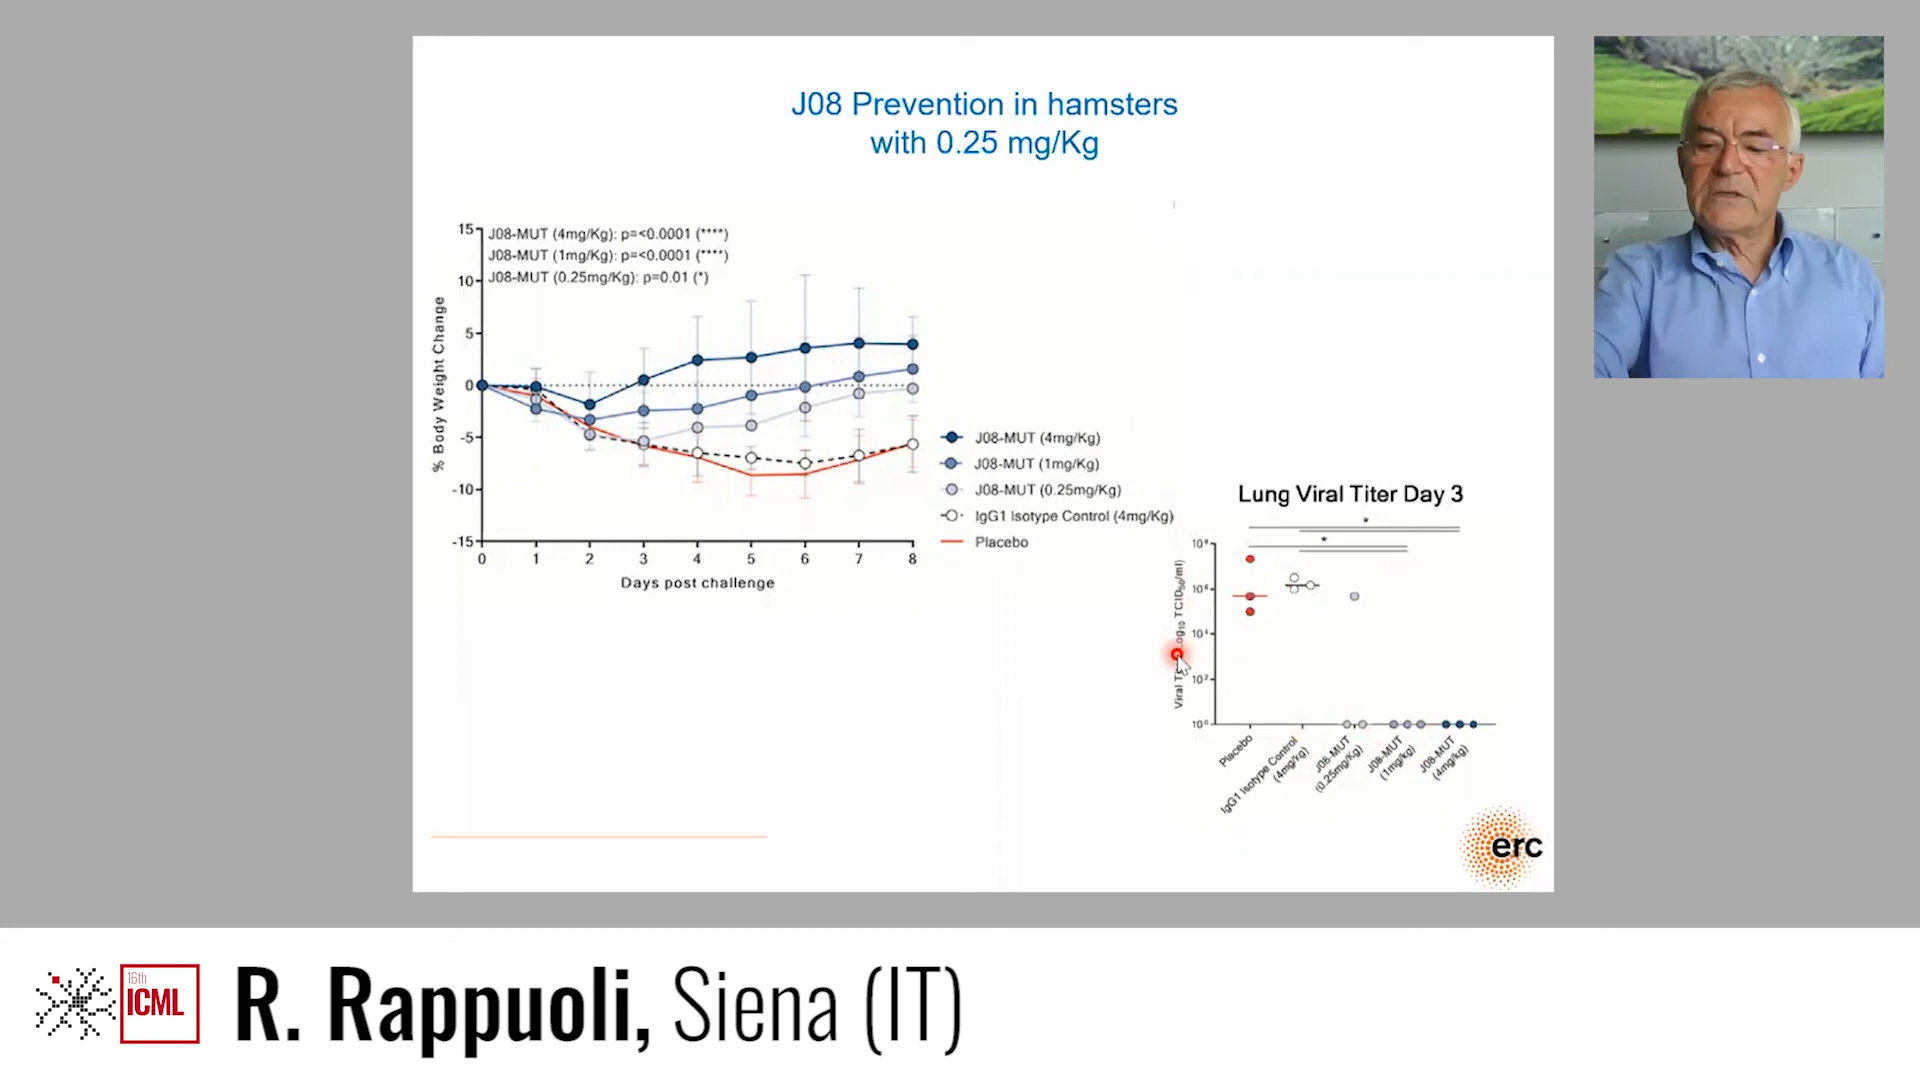 J08 Prevention in hamsters
with 0.25 mg/Kg
J08-MUT (4mg/Kg): p=<0.0001 (****)
J08-MUT (1mg/Kg): p=<0.0001 (****)
J08-MUT (0.25mg/Kg): p=0.01 (*)
% Body Weight Change
15
10
5
0
-5
-10
-15
0 1 2 3 4 5 6 7 8
Days post challenge
J08-MUT (4mg/Kg)
J08-MUT (1mg/Kg)
J08-MUT (0.25mg/Kg)
IgG1 Isotype Control (4mg/Kg)
Placebo
Lung Viral Titer Day 3
*
*
10⁸
10⁶
10⁴
10²
10⁰
Viral TCID₅₀/ml)
Placebo
IgG1 Isotype Control
(4mg/kg)
J08-MUT
(0.25mg/Kg)
J08-MUT
(1mg/kg)
J08-MUT
(4mg/kg)
erc
16th
ICML
R. Rappuoli, Siena (IT)